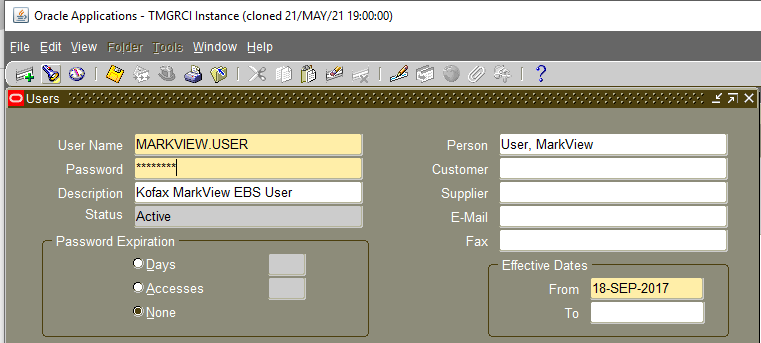 Oracle Applications - TMGRCI Instance (cloned 21/MAY/21 19:00:00)
File Edit View Folder Tools Window Help
Users
User Name MARKVIEW.USER Person User, MarkView
Password ******** Customer
Description Kofax MarkView EBS User Supplier
Status Active E-Mail
Fax
Password Expiration
Days
Accesses
None
Effective Dates
From 18-SEP-2017
To